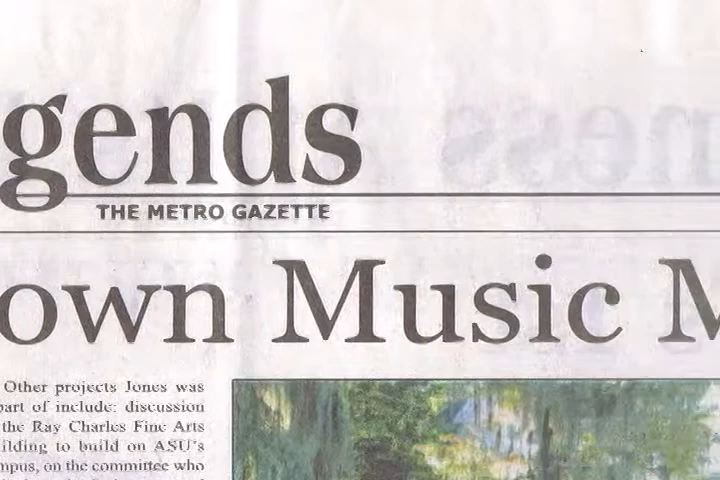 gends
THE METRO GAZETTE
own Music M
Other projects Jones was
part of include: discussion
the Ray Charles Fine Arts
ilding to build on ASU's
mpus, on the committee who